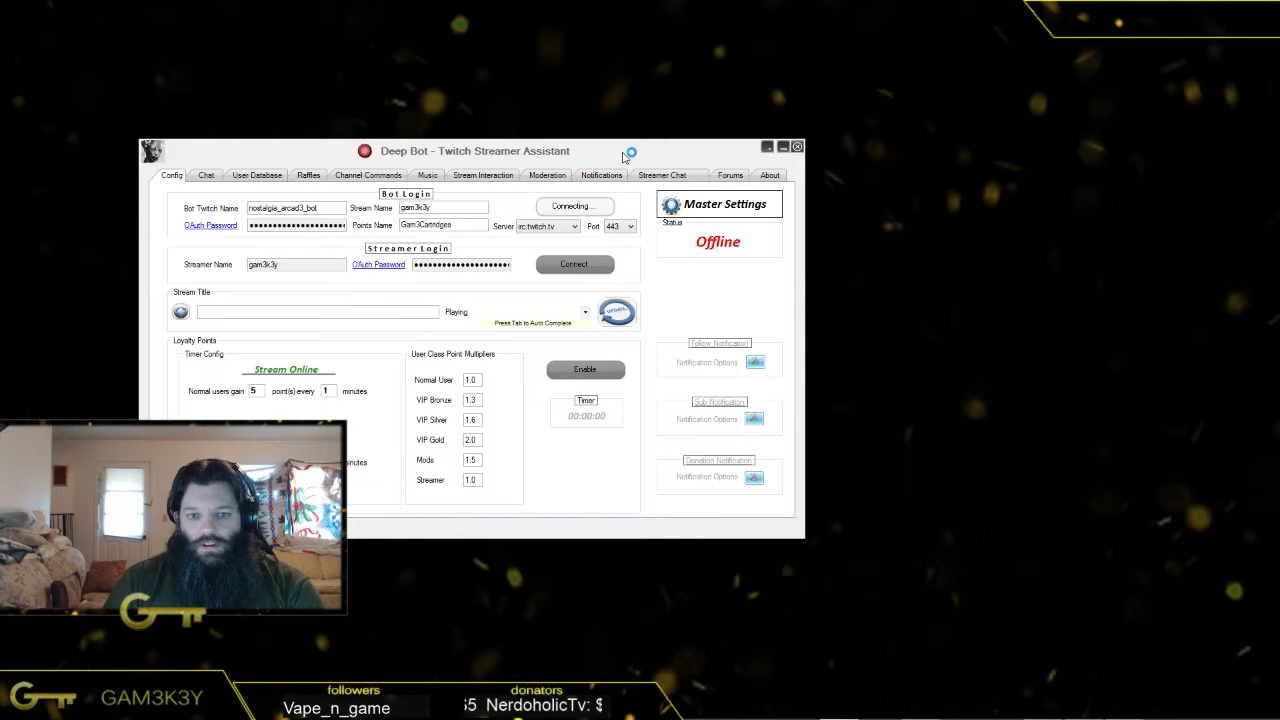 Deep Bot - Twitch Streamer Assistant
Config Chat User Database Raffles Channel Commands Music Stream Interaction Moderation Notifications Streamer Chat Forums About
Bot Login
Bot Twitch Name nostalgia_arcad3_bot Stream Name gam3k3y Connecting ...
OAuth Password Points Name Gam3Cartridges Server irc.twitch.tv Port 443
Streamer Login
Streamer Name gam3k3y OAuth Password Connect
Stream Title
Playing
Press Tab to Auto Complete
UPDATE
Loyalty Points
Timer Config
Stream Online
Normal users gain 5 point(s) every 1 minutes
minutes
User Class Point Multipliers
Normal User 1.0
VIP Bronze 1.3
VIP Silver 1.6
VIP Gold 2.0
Mods 1.5
Streamer 1.0
Enable
Timer
00:00:00
Master Settings
Status
Offline
Follow Notification
Notification Options
Sub Notification
Notification Options
Donation Notification
Notification Options
GAM3K3Y
followers
Vape_n_game
donators
NerdoholicTv: $